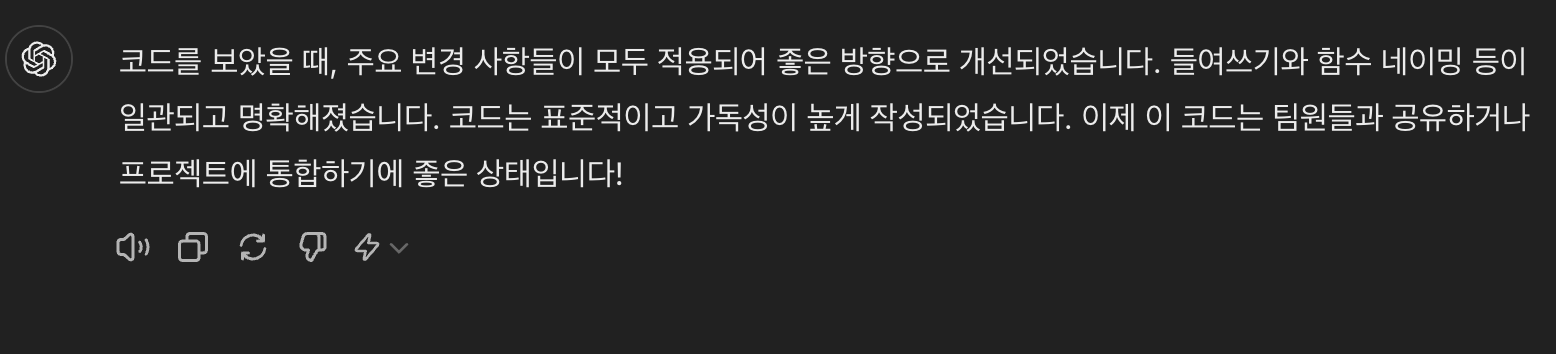 코드를 보았을 때, 주요 변경 사항들이 모두 적용되어 좋은 방향으로 개선되었습니다. 들여쓰기와 함수 네이밍 등이
일관되고 명확해졌습니다. 코드는 표준적이고 가독성이 높게 작성되었습니다. 이제 이 코드는 팀원들과 공유하거나
프로젝트에 통합하기에 좋은 상태입니다!